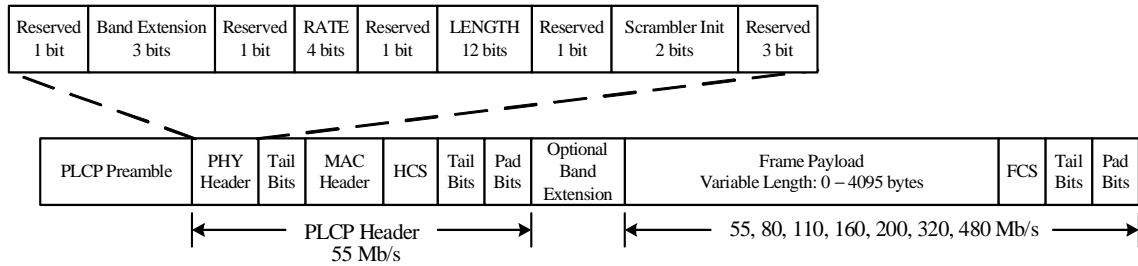 Reserved
1 bit
Band Extension
3 bits
Reserved
1 bit
RATE
4 bits
Reserved
1 bit
LENGTH
12 bits
Reserved
1 bit
Scrambler Init
2 bits
Reserved
3 bit
PLCP Preamble
PHY
Header
Tail
Bits
MAC
Header
HCS
Tail
Bits
Pad
Bits
Optional
Band
Extension
Frame Payload
Variable Length: 0 – 4095 bytes
FCS
Tail
Bits
Pad
Bits
PLCP Header
55 Mb/s
55, 80, 110, 160, 200, 320, 480 Mb/s